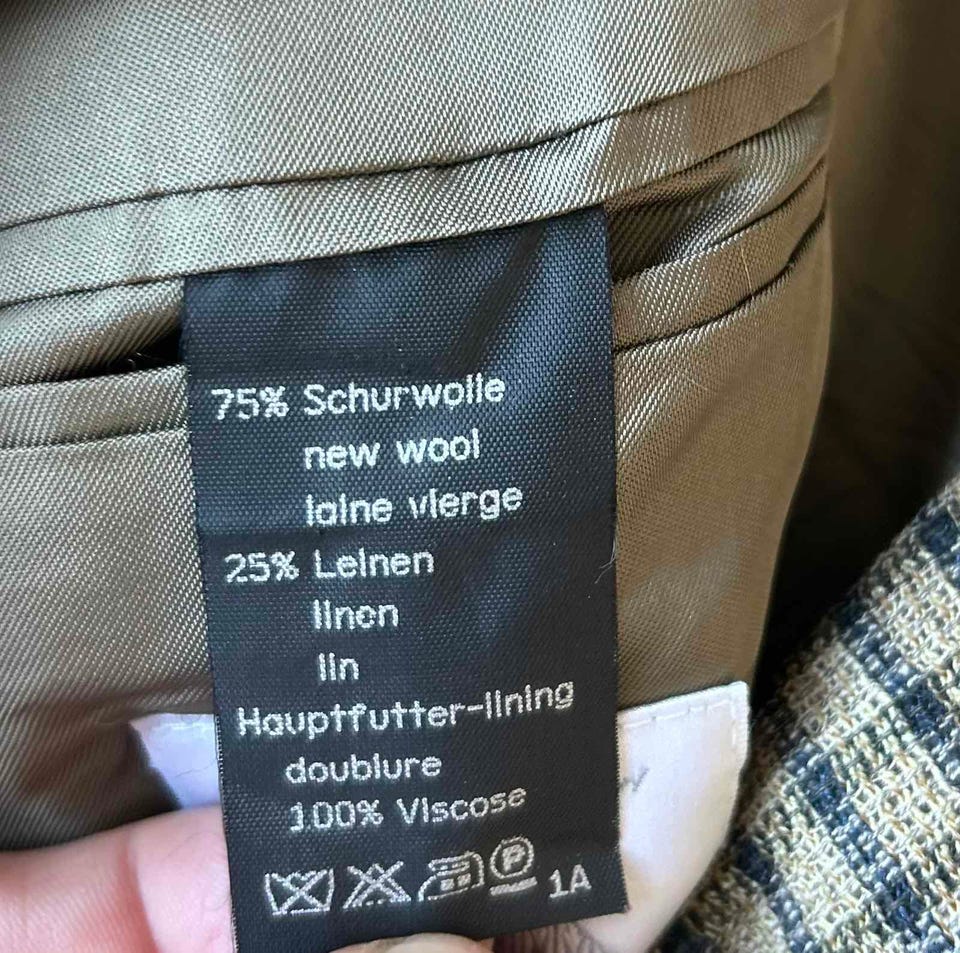 75% Schurwolle
new wool
laine vierge
25% Leinen
linen
lin
Hauptfutter-lining
doublure
100% Viscose
P 1A